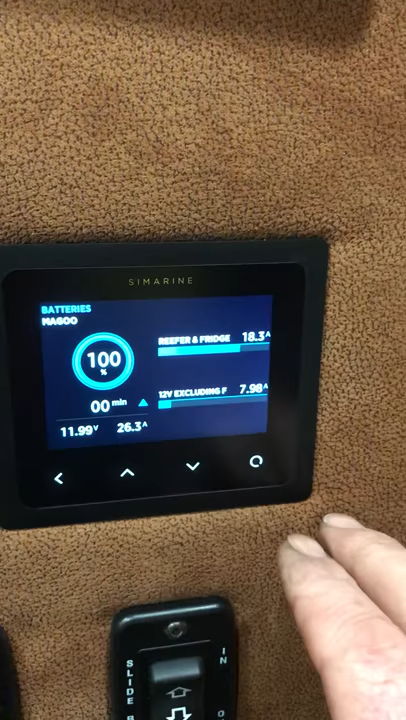 SIMARINE
BATTERIES
MAGOO
100
%
00 min
11.99V 26.3A
REEFER & FRIDGE 18.3A
12V EXCLUDING F 7.98A
SLIDE
IN